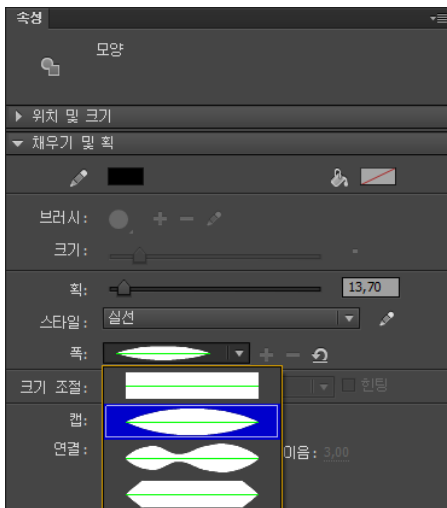 속성
모양
위치 및 크기
채우기 및 획
브러시:
크기:
획: 13,70
스타일: 실선
폭:
크기 조절: 힌팅
캡:
연결: 이음: 3,00